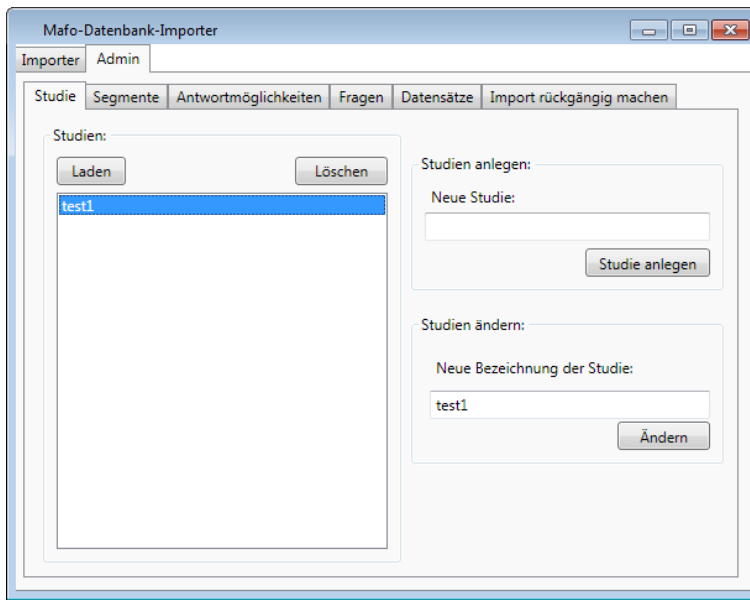 Mafo-Datenbank-Importer
Importer Admin
Studie Segmente Antwortmöglichkeiten Fragen Datensätze Import rückgängig machen
Studien:
Laden Löschen
test1
Studien anlegen:
Neue Studie:
Studie anlegen
Studien ändern:
Neue Bezeichnung der Studie:
test1
Ändern